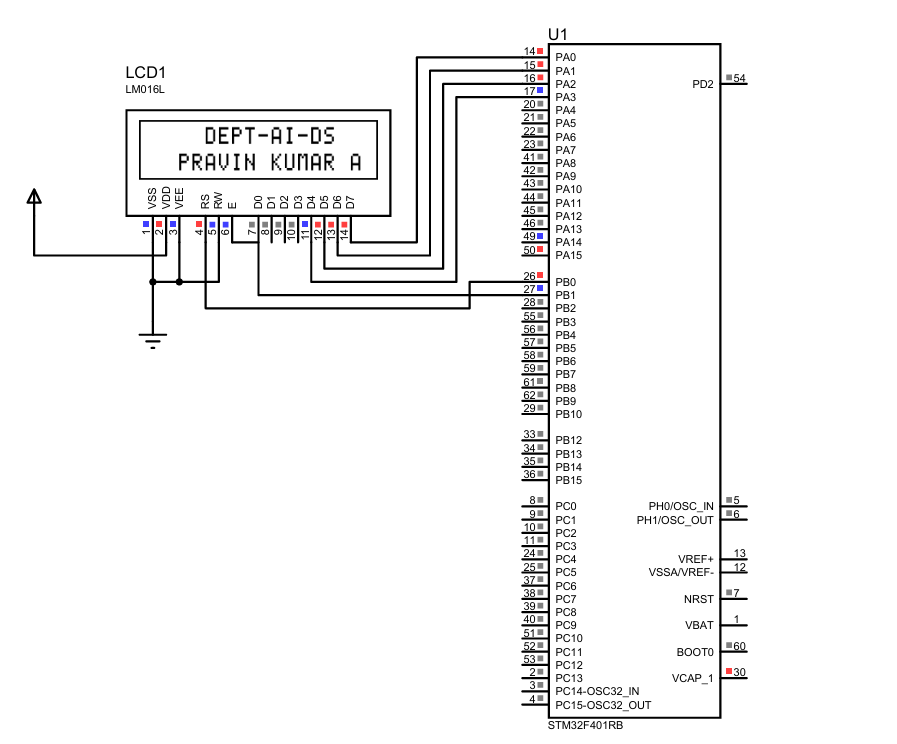 U1
LCD1
LM016L
DEPT-AI-DS
PRAVIN KUMAR A
VSS
VDD
VEE
RS
RW
E
D0
D1
D2
D3
D4
D5
D6
D7
1
2
3
4
5
6
7
8
9
10
11
12
13
14
14 PA0
15 PA1
16 PA2
17 PA3
20 PA4
21 PA5
22 PA6
23 PA7
41 PA8
42 PA9
43 PA10
44 PA11
45 PA12
46 PA13
49 PA14
50 PA15
26 PB0
27 PB1
28 PB2
55 PB3
56 PB4
57 PB5
58 PB6
59 PB7
61 PB8
62 PB9
29 PB10
33 PB12
34 PB13
35 PB14
36 PB15
8 PC0
9 PC1
10 PC2
11 PC3
24 PC4
25 PC5
37 PC6
38 PC7
39 PC8
40 PC9
51 PC10
52 PC11
53 PC12
2 PC13
3 PC14-OSC32_IN
4 PC15-OSC32_OUT
PD2 54
PH0/OSC_IN 5
PH1/OSC_OUT 6
VREF+ 13
VSSA/VREF- 12
NRST 7
VBAT 1
BOOT0 60
VCAP_1 30
STM32F401RB